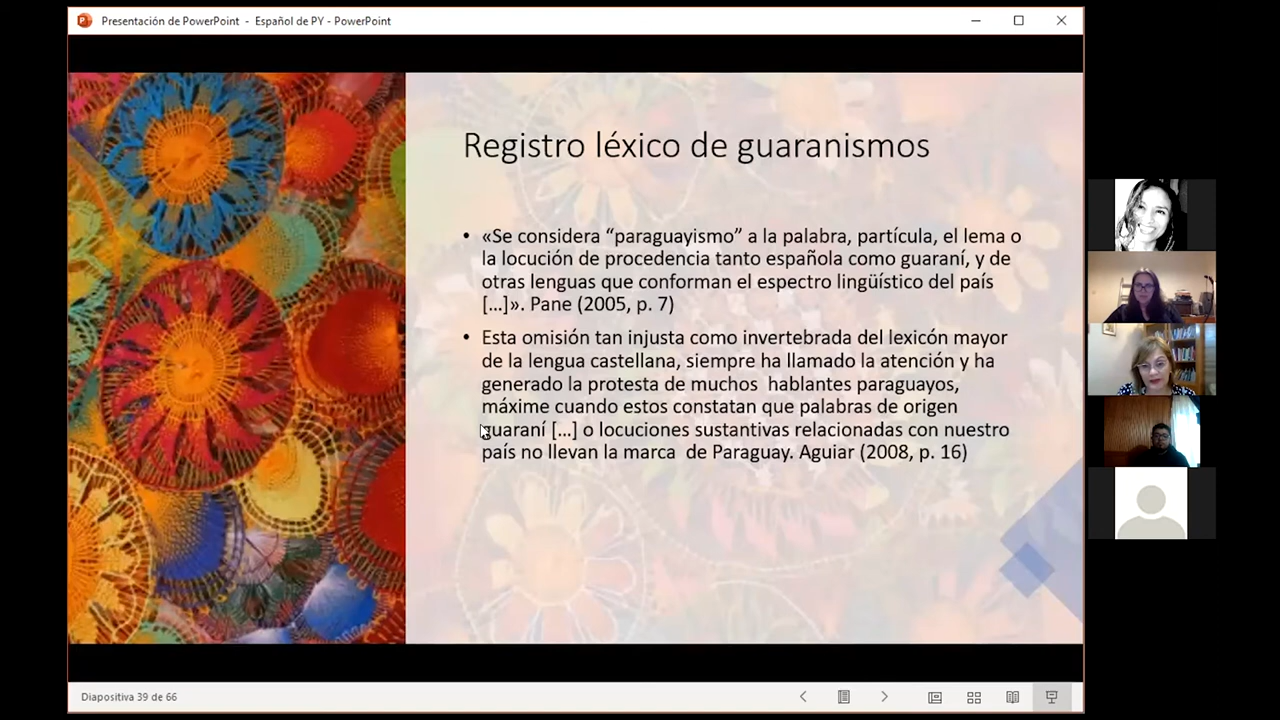 Presentación de PowerPoint - Español de PY - PowerPoint
Registro léxico de guaranismos
• «Se considera “paraguayismo” a la palabra, partícula, el lema o
la locución de procedencia tanto española como guaraní, y de
otras lenguas que conforman el espectro lingüístico del país
[...]». Pane (2005, p. 7)
• Esta omisión tan injusta como invertebrada del lexicón mayor
de la lengua castellana, siempre ha llamado la atención y ha
generado la protesta de muchos hablantes paraguayos,
máxime cuando estos constatan que palabras de origen
guaraní [...] o locuciones sustantivas relacionadas con nuestro
país no llevan la marca de Paraguay. Aguiar (2008, p. 16)
Diapositiva 39 de 66